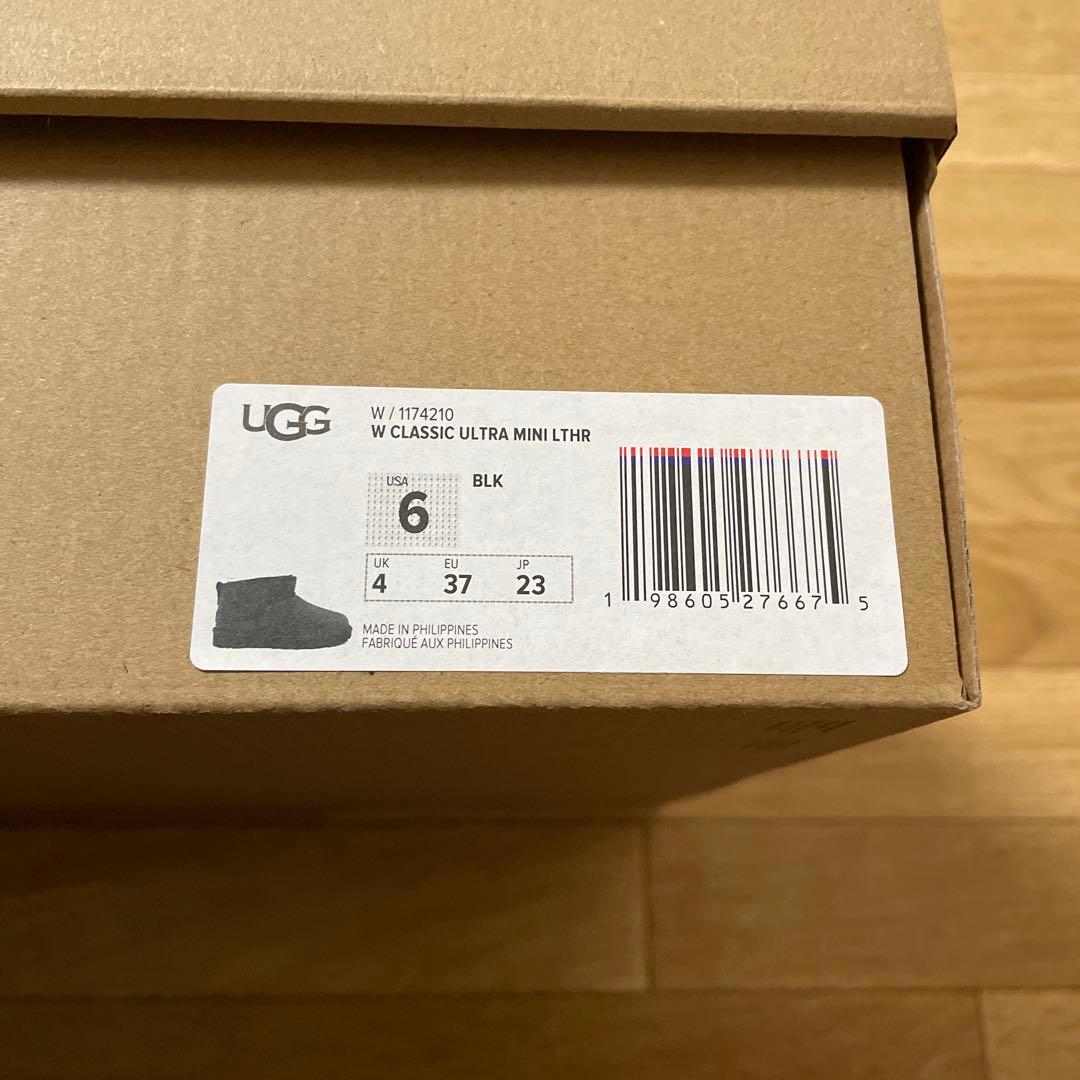 UGG
W / 1174210
W CLASSIC ULTRA MINI LTHR
USA
6
BLK
UK EU JP
4 37 23
MADE IN PHILIPPINES
FABRIQUÉ AUX PHILIPPINES
1 98605 27667 5